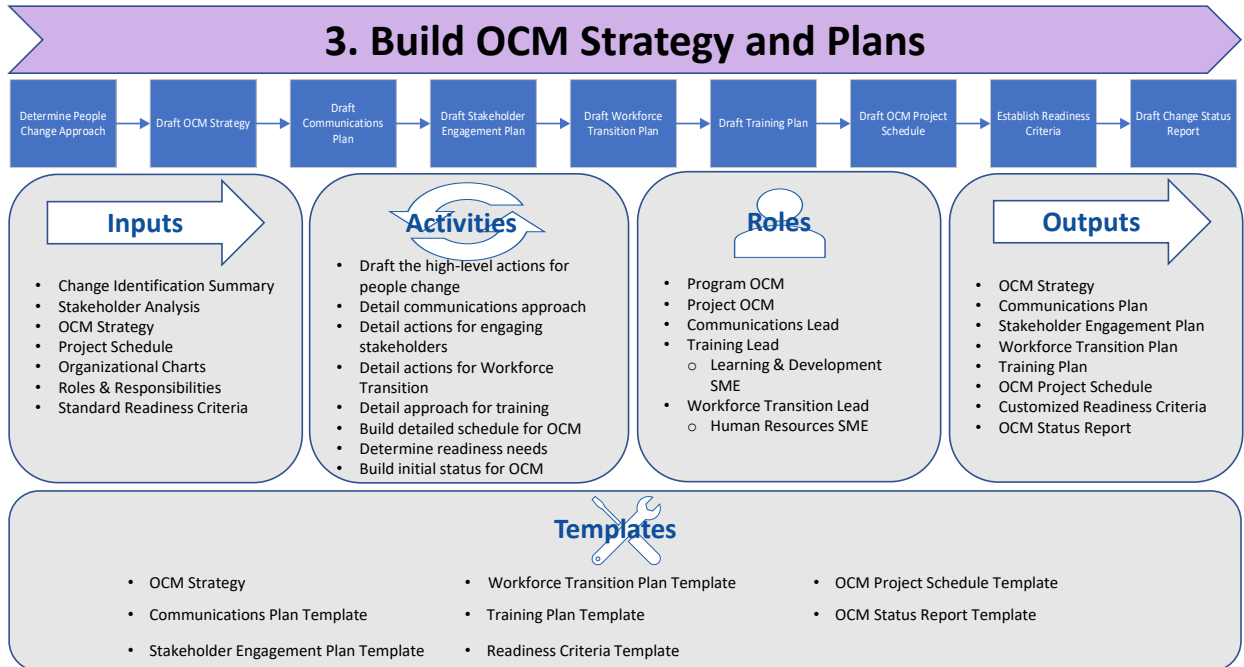 3. Build OCM Strategy and Plans
Determine People
Change Approach
Draft OCM Strategy
Draft
Communications
Plan
Draft Stakeholder
Engagement Plan
Draft Workforce
Transition Plan
Draft Training Plan
Draft OCM Project
Schedule
Establish Readiness
Criteria
Draft Change Status
Report
Inputs
• Change Identification Summary
• Stakeholder Analysis
• OCM Strategy
• Project Schedule
• Organizational Charts
• Roles & Responsibilities
• Standard Readiness Criteria
Activities
• Draft the high-level actions for
people change
• Detail communications approach
• Detail actions for engaging
stakeholders
• Detail actions for Workforce
Transition
• Detail approach for training
• Build detailed schedule for OCM
• Determine readiness needs
• Build initial status for OCM
Roles
• Program OCM
• Project OCM
• Communications Lead
• Training Lead
o Learning & Development
SME
• Workforce Transition Lead
o Human Resources SME
Outputs
• OCM Strategy
• Communications Plan
• Stakeholder Engagement Plan
• Workforce Transition Plan
• Training Plan
• OCM Project Schedule
• Customized Readiness Criteria
• OCM Status Report
Templates
• OCM Strategy
• Communications Plan Template
• Stakeholder Engagement Plan Template
• Workforce Transition Plan Template
• Training Plan Template
• Readiness Criteria Template
• OCM Project Schedule Template
• OCM Status Report Template